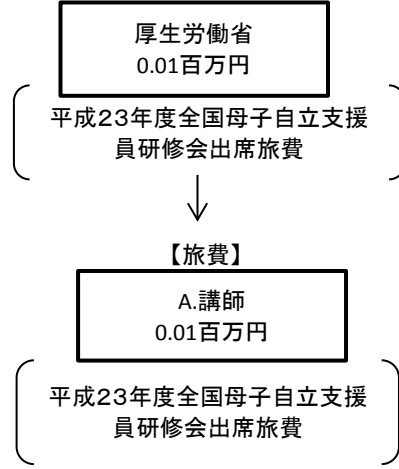 厚生労働省
0.01百万円
平成23年度全国母子自立支援
員研修会出席旅費
【旅費】
A.講師
0.01百万円
平成23年度全国母子自立支援
員研修会出席旅費